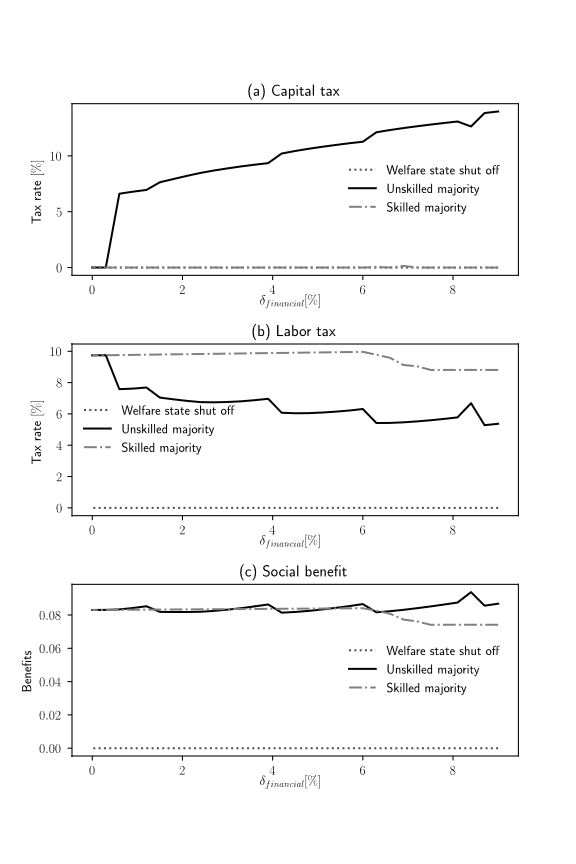 (a) Capital tax
Tax rate [%]
10
5
0
Welfare state shut off
Unskilled majority
Skilled majority
0 2 4 6 8
δfinancial[%]
(b) Labor tax
Tax rate [%]
10
8
6
4
2
0
Welfare state shut off
Unskilled majority
Skilled majority
0 2 4 6 8
δfinancial[%]
(c) Social benefit
Benefits
0.08
0.06
0.04
0.02
0.00
Welfare state shut off
Unskilled majority
Skilled majority
0 2 4 6 8
δfinancial[%]